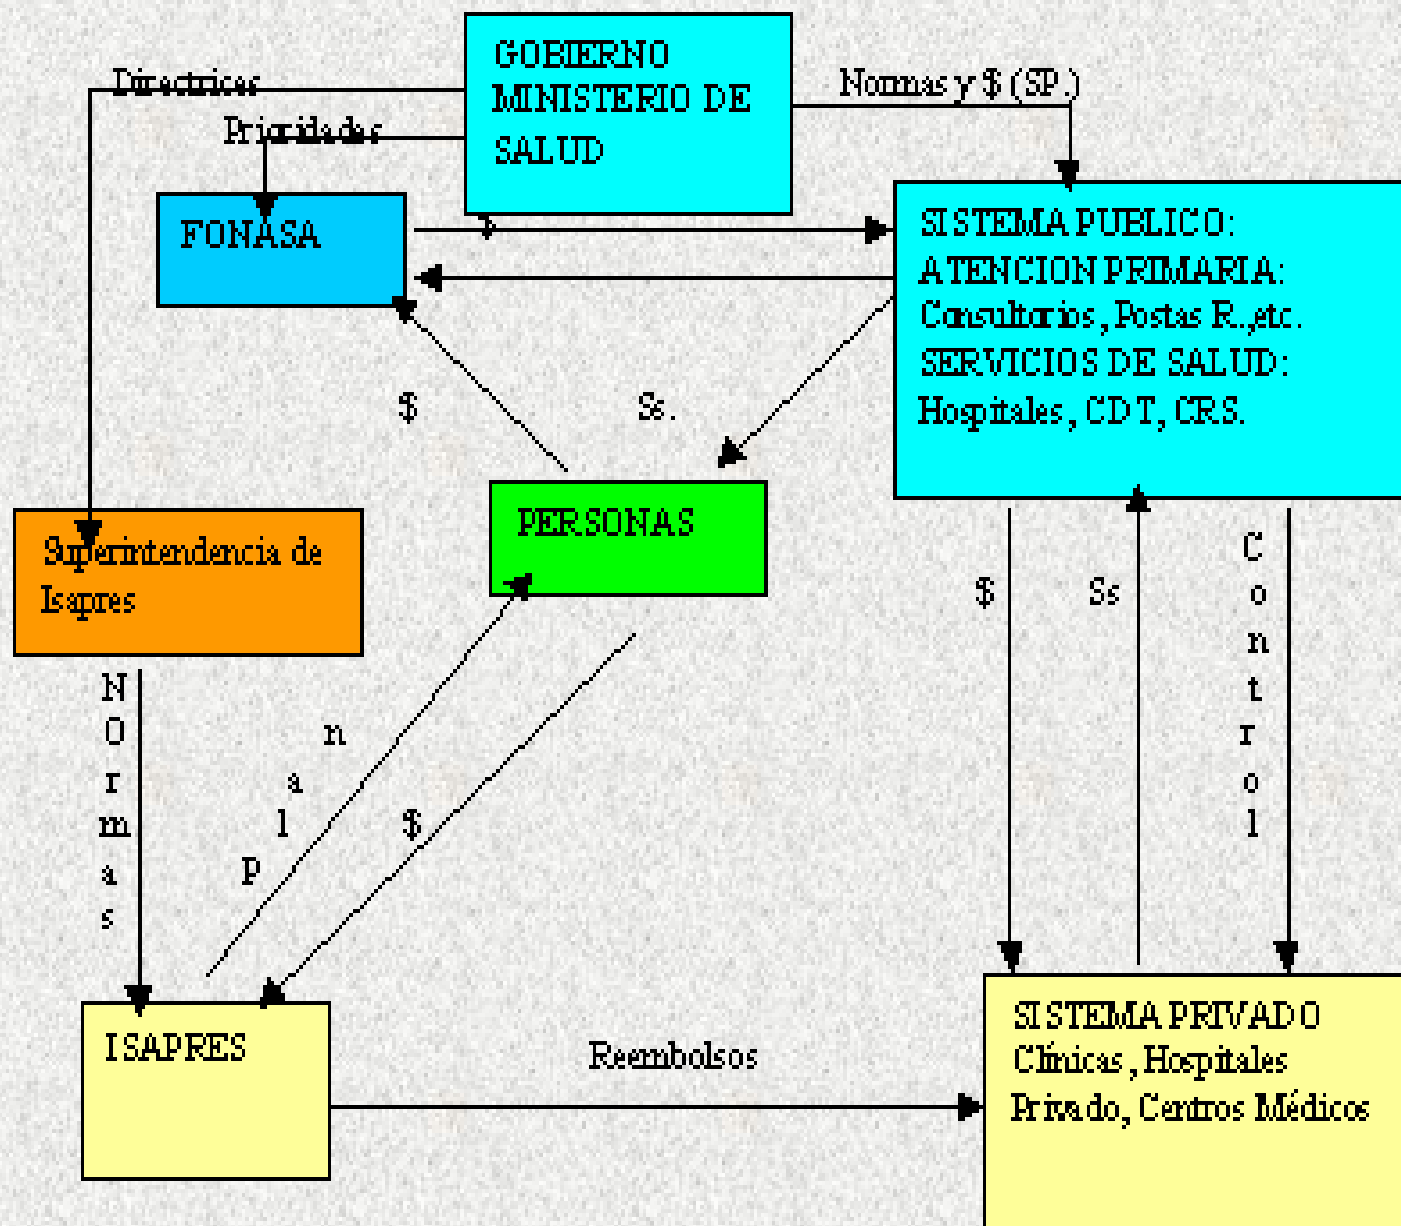 GOBIERNO
MINISTERIO DE
SALUD
Directrices
Prioridades
Normas y $ (SP.)
FONASA
$
SISTEMA PUBLICO:
ATENCION PRIMARIA:
Consultorios, Postas R.,etc.
SERVICIOS DE SALUD:
Hospitales, CDT, CRS.
$
Ss.
PERSONAS
Superintendencia de
Isapres
$
Ss
C
o
n
t
r
o
l
N
O
r
m
a
s
P
l
a
n
$
ISAPRES
Reembolsos
SISTEMA PRIVADO
Clínicas, Hospitales
Privado, Centros Médicos